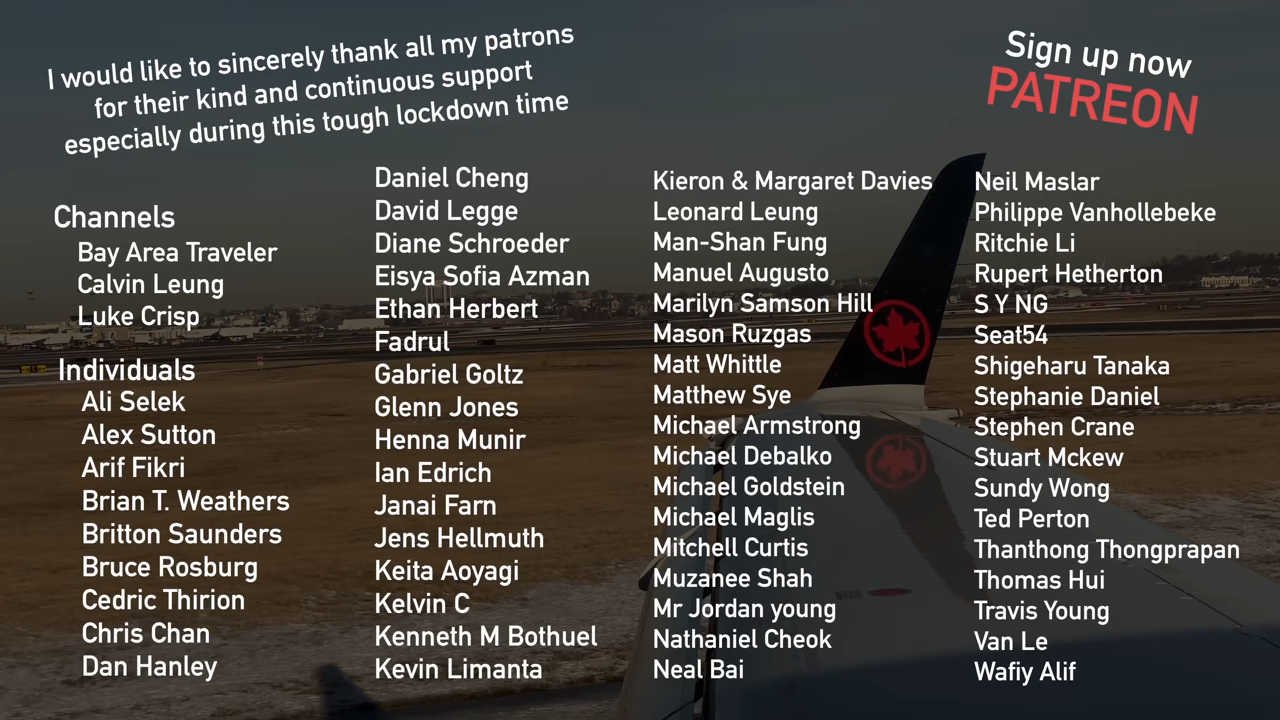 I would like to sincerely thank all my patrons
for their kind and continuous support
especially during this tough lockdown time
Sign up now
PATREON
Channels
Bay Area Traveler
Calvin Leung
Luke Crisp
Individuals
Ali Selek
Alex Sutton
Arif Fikri
Brian T. Weathers
Britton Saunders
Bruce Rosburg
Cedric Thirion
Chris Chan
Dan Hanley
Daniel Cheng
David Legge
Diane Schroeder
Eisya Sofia Azman
Ethan Herbert
Fadrul
Gabriel Goltz
Glenn Jones
Henna Munir
Ian Edrich
Janai Farn
Jens Hellmuth
Keita Aoyagi
Kelvin C
Kenneth M Bothuel
Kevin Limanta
Kieron & Margaret Davies
Leonard Leung
Man-Shan Fung
Manuel Augusto
Marilyn Samson Hill
Mason Ruzgas
Matt Whittle
Matthew Sye
Michael Armstrong
Michael Debalko
Michael Goldstein
Michael Maglis
Mitchell Curtis
Muzanee Shah
Mr Jordan young
Nathaniel Cheok
Neal Bai
Neil Maslar
Philippe Vanhollebeke
Ritchie Li
Rupert Hetherton
S Y NG
Seat54
Shigeharu Tanaka
Stephanie Daniel
Stephen Crane
Stuart Mckew
Sundy Wong
Ted Perton
Thanthong Thongprapan
Thomas Hui
Travis Young
Van Le
Wafiy Alif